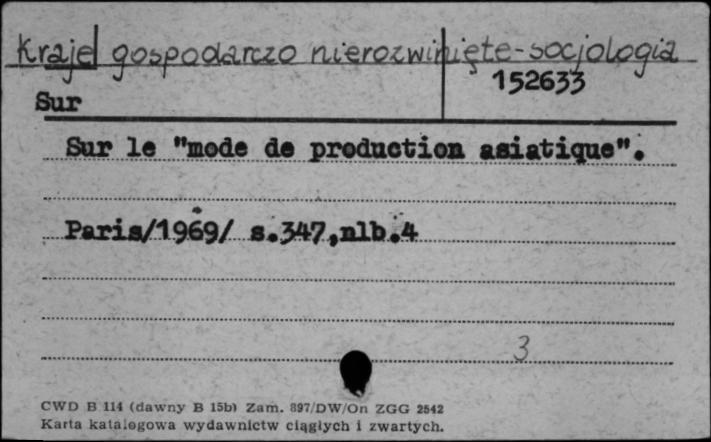 Kraje gospodarczo nierozwinięte-socjologia
152633
Sur
Sur le "mode de production asiatique".
Paris/1969/ s.347,nlb.4
3
CWD B 114 (dawny B 15b) Zam. 897/DW/On ZGG 2542
Karta katalogowa wydawnictw ciągłych i zwartych.